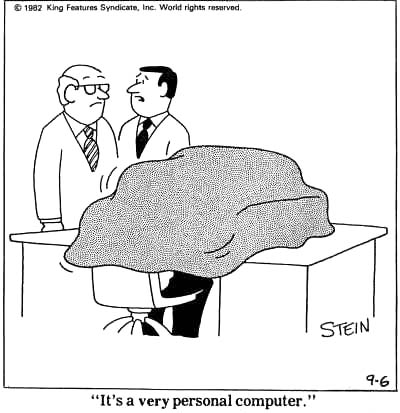 © 1982 King Features Syndicate, Inc. World rights reserved.
STEIN
9-6
"It's a very personal computer."